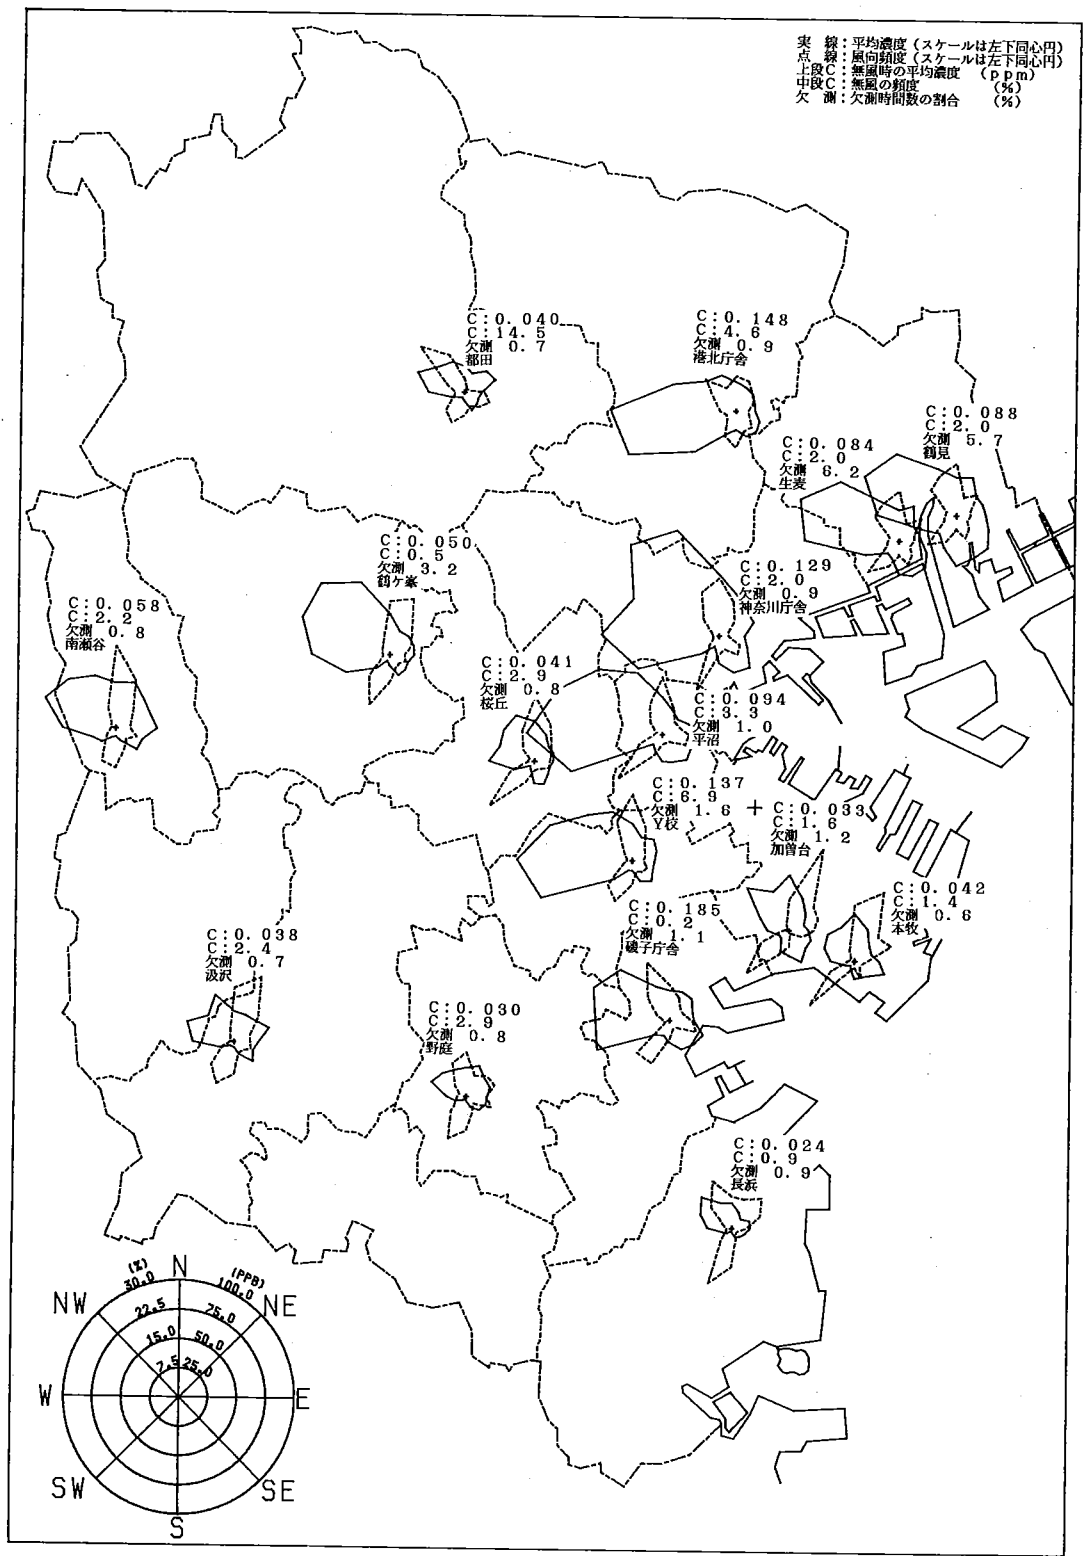 実　線：平均濃度（スケールは左下同心円）
点　線：風向頻度（スケールは左下同心円）
上段C：無風時の平均濃度　（ppm）
中段C：無風の頻度　（%）
欠　測：欠測時間数の割合　（%）
C：0.040
C：14.5
欠測 0.7
都田
C：0.148
C：4.6
欠測 0.9
港北庁舎
C：0.088
C：2.0
欠測 5.7
鶴見
C：0.084
C：2.0
欠測 6.2
生麦
C：0.050
C：0.5
欠測 3.2
鶴ケ峯
C：0.129
C：2.0
欠測 0.9
神奈川庁舎
C：0.058
C：2.2
欠測 0.8
南瀬谷
C：0.041
C：2.9
欠測 0.8
桜丘
C：0.094
C：3.3
欠測 1.0
平沼
C：0.137
C：6.9
欠測 1.6
Y校
C：0.033
C：1.6
欠測 1.2
加曽台
C：0.042
C：1.4
欠測 0.6
本牧
C：0.185
C：0.2
欠測 1.1
磯子庁舎
C：0.038
C：2.4
欠測 0.7
汲沢
C：0.030
C：2.9
欠測 0.8
野庭
C：0.024
C：0.9
欠測 0.9
長浜
(%) N (PPB)
30.0 100.0
NW NE
22.5 75.0
15.0 50.0
7.5 25.0
W E
SW SE
S